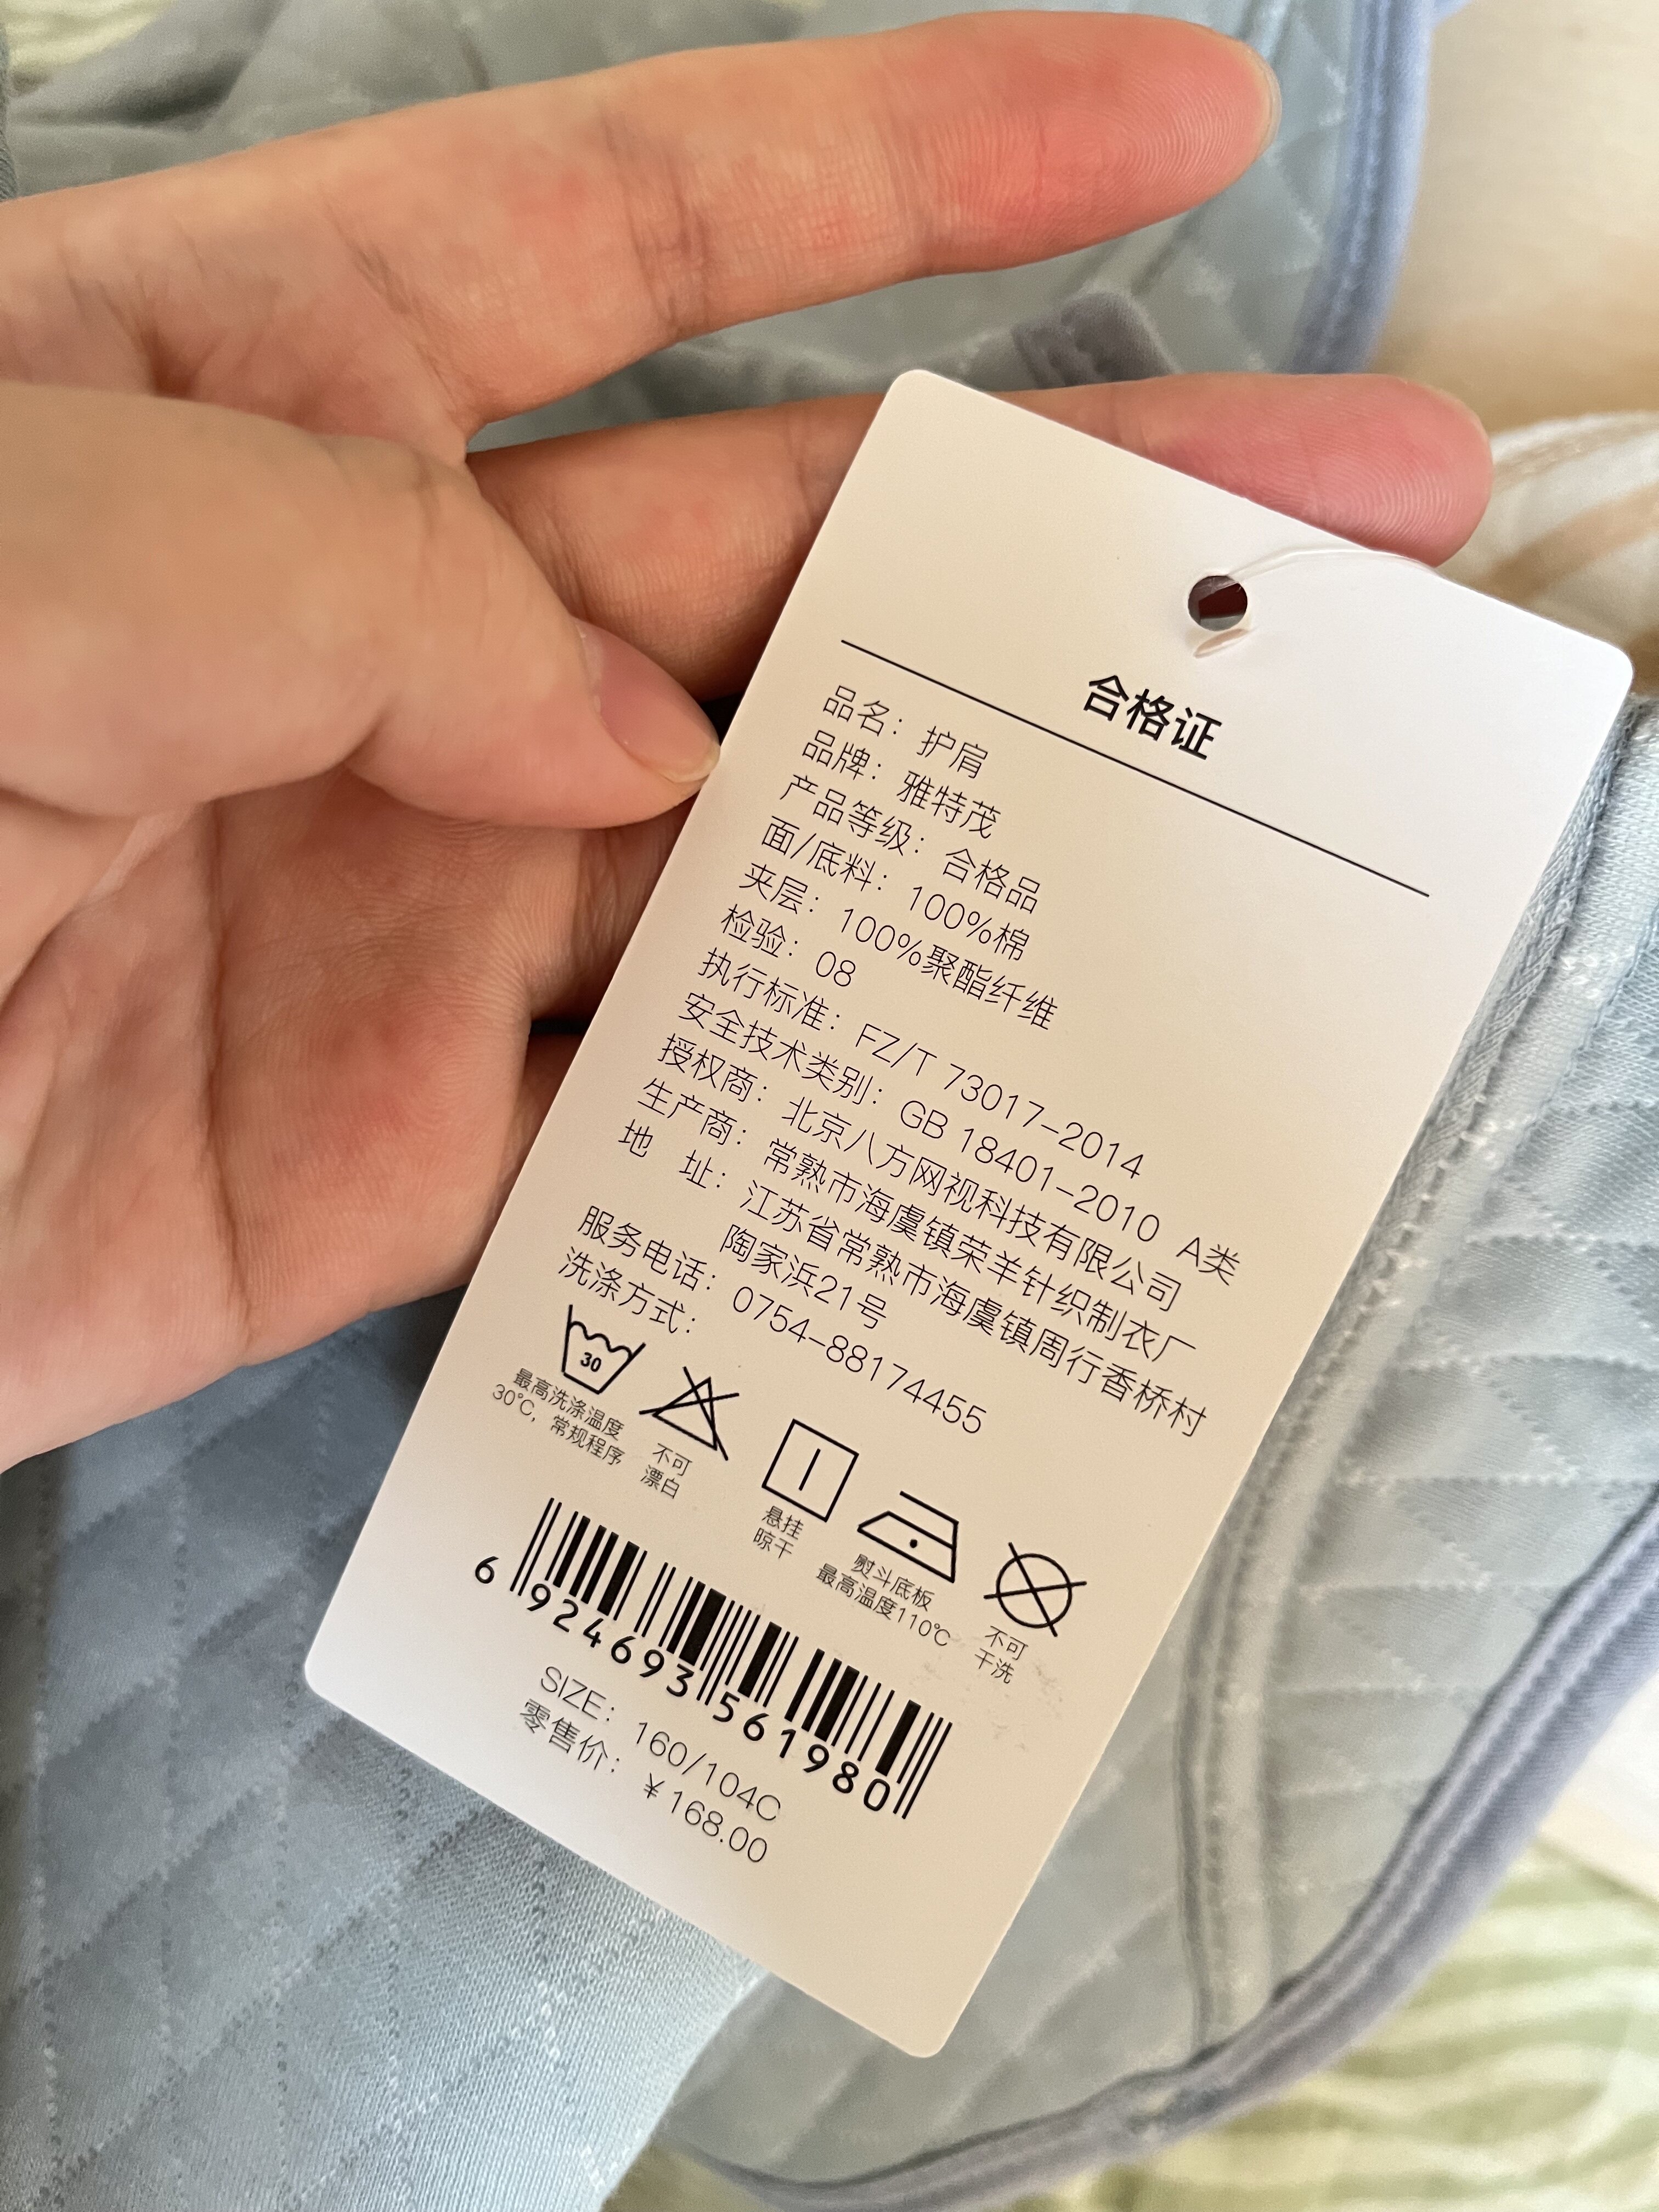 合格证
品名：护肩
品牌：雅特茂
产品等级：合格品
面/底料：100%棉
夹层：100%聚酯纤维
检验：08
执行标准：FZ/T 73017-2014
安全技术类别：GB 18401-2010 A类
授权商：北京八方网视科技有限公司
生产商：常熟市海虞镇荣羊针织制衣厂
地 址：江苏省常熟市海虞镇周行香桥村
陶家浜21号
服务电话：0754-88174455
洗涤方式：
30
最高洗涤温度
30℃，常规程序
不可
漂白
悬挂
晾干
熨斗底板
最高温度110℃
不可
干洗
6 924693 561980
SIZE：160/104C
零售价：￥168.00